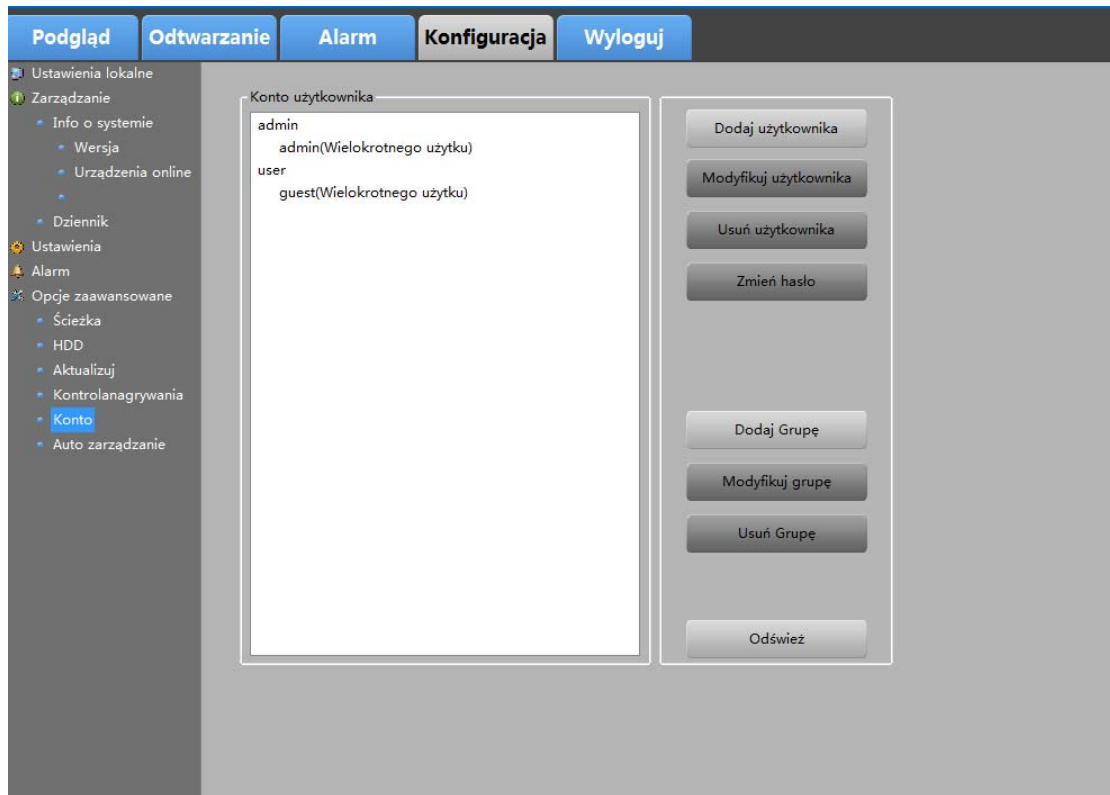 Podgląd Odtwarzanie Alarm Konfiguracja Wyloguj
Ustawienia lokalne
Zarządzanie
Info o systemie
Wersja
Urządzenia online
Dziennik
Ustawienia
Alarm
Opcje zaawansowane
Ścieżka
HDD
Aktualizuj
Kontrolanagrywania
Konto
Auto zarządzanie
Konto użytkownika
admin
admin(Wielokrotnego użytku)
user
guest(Wielokrotnego użytku)
Dodaj użytkownika
Modyfikuj użytkownika
Usuń użytkownika
Zmień hasło
Dodaj Grupę
Modyfikuj grupę
Usuń Grupę
Odśwież